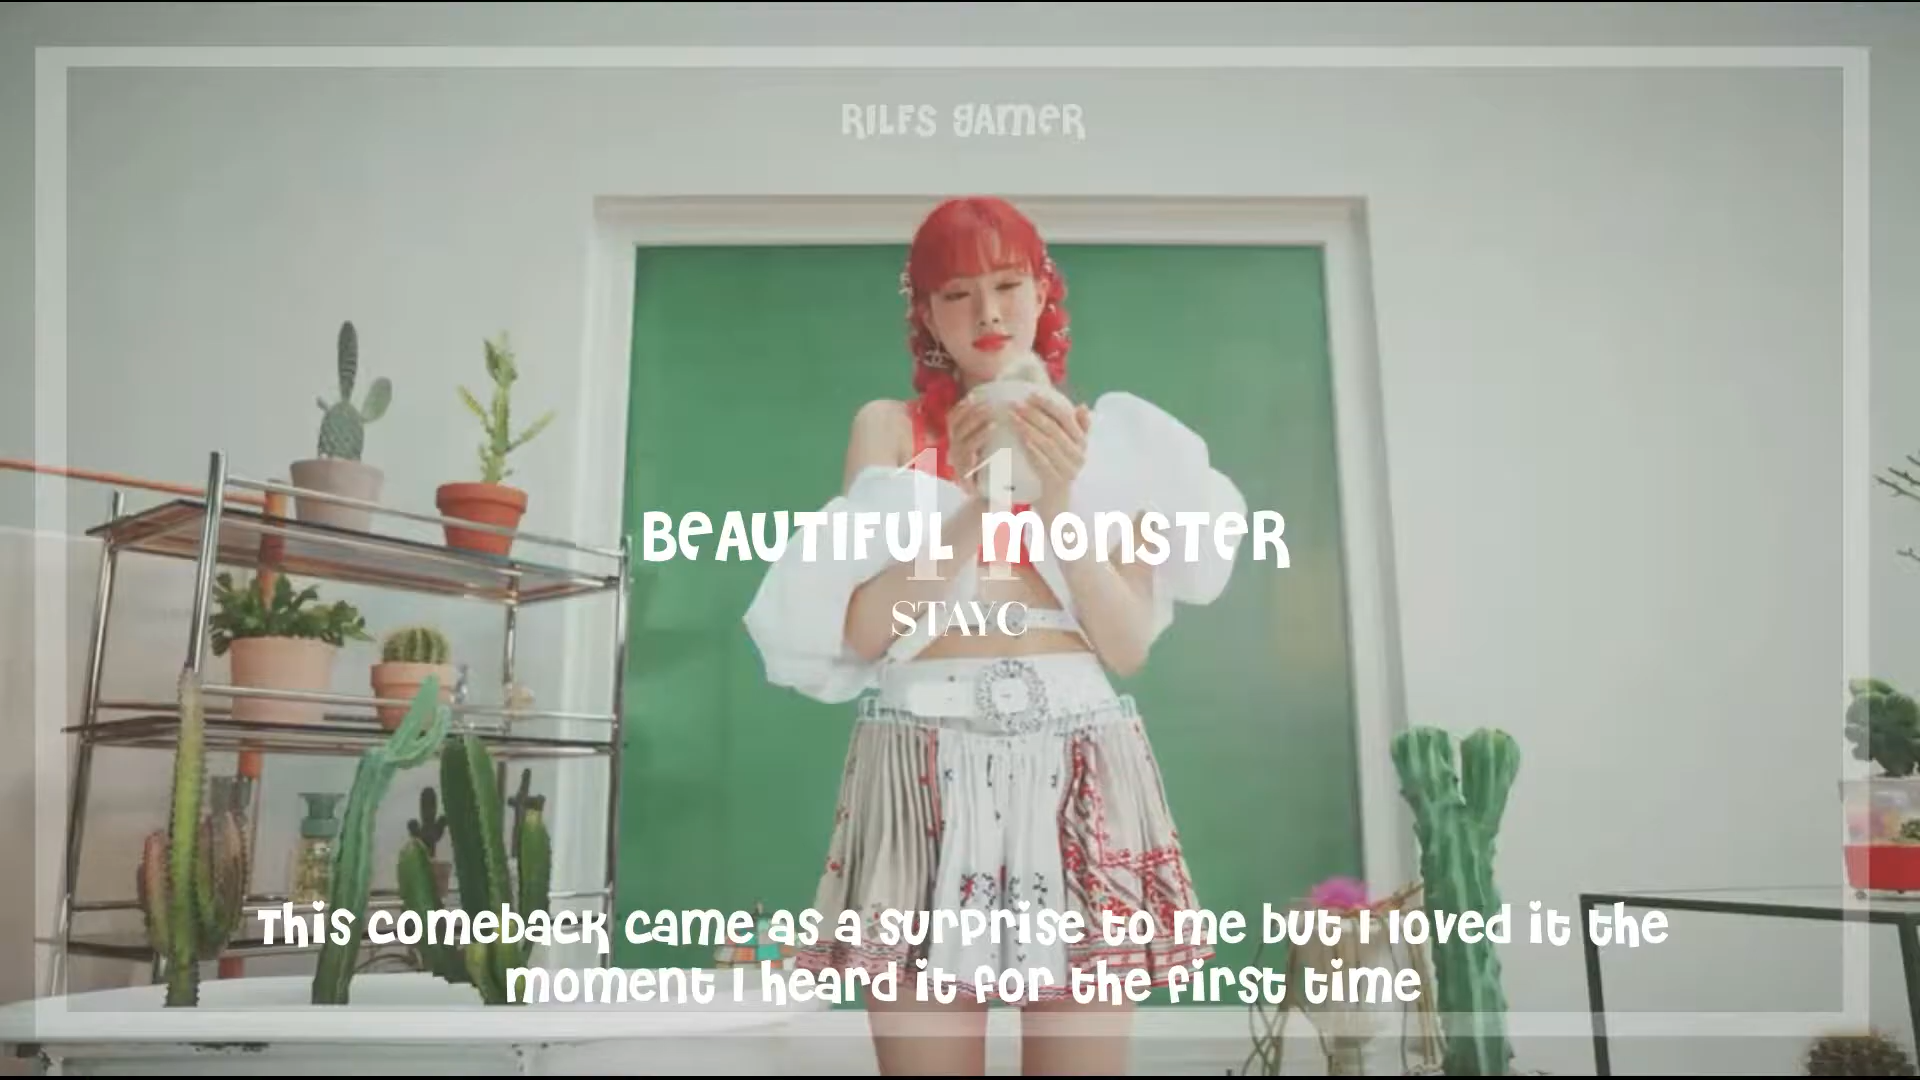 RILFS GAMER
11
BEAUTIFUL MONSTER
STAYC
This comeback came as a surprise to me but I loved it the
moment I heard it for the first time